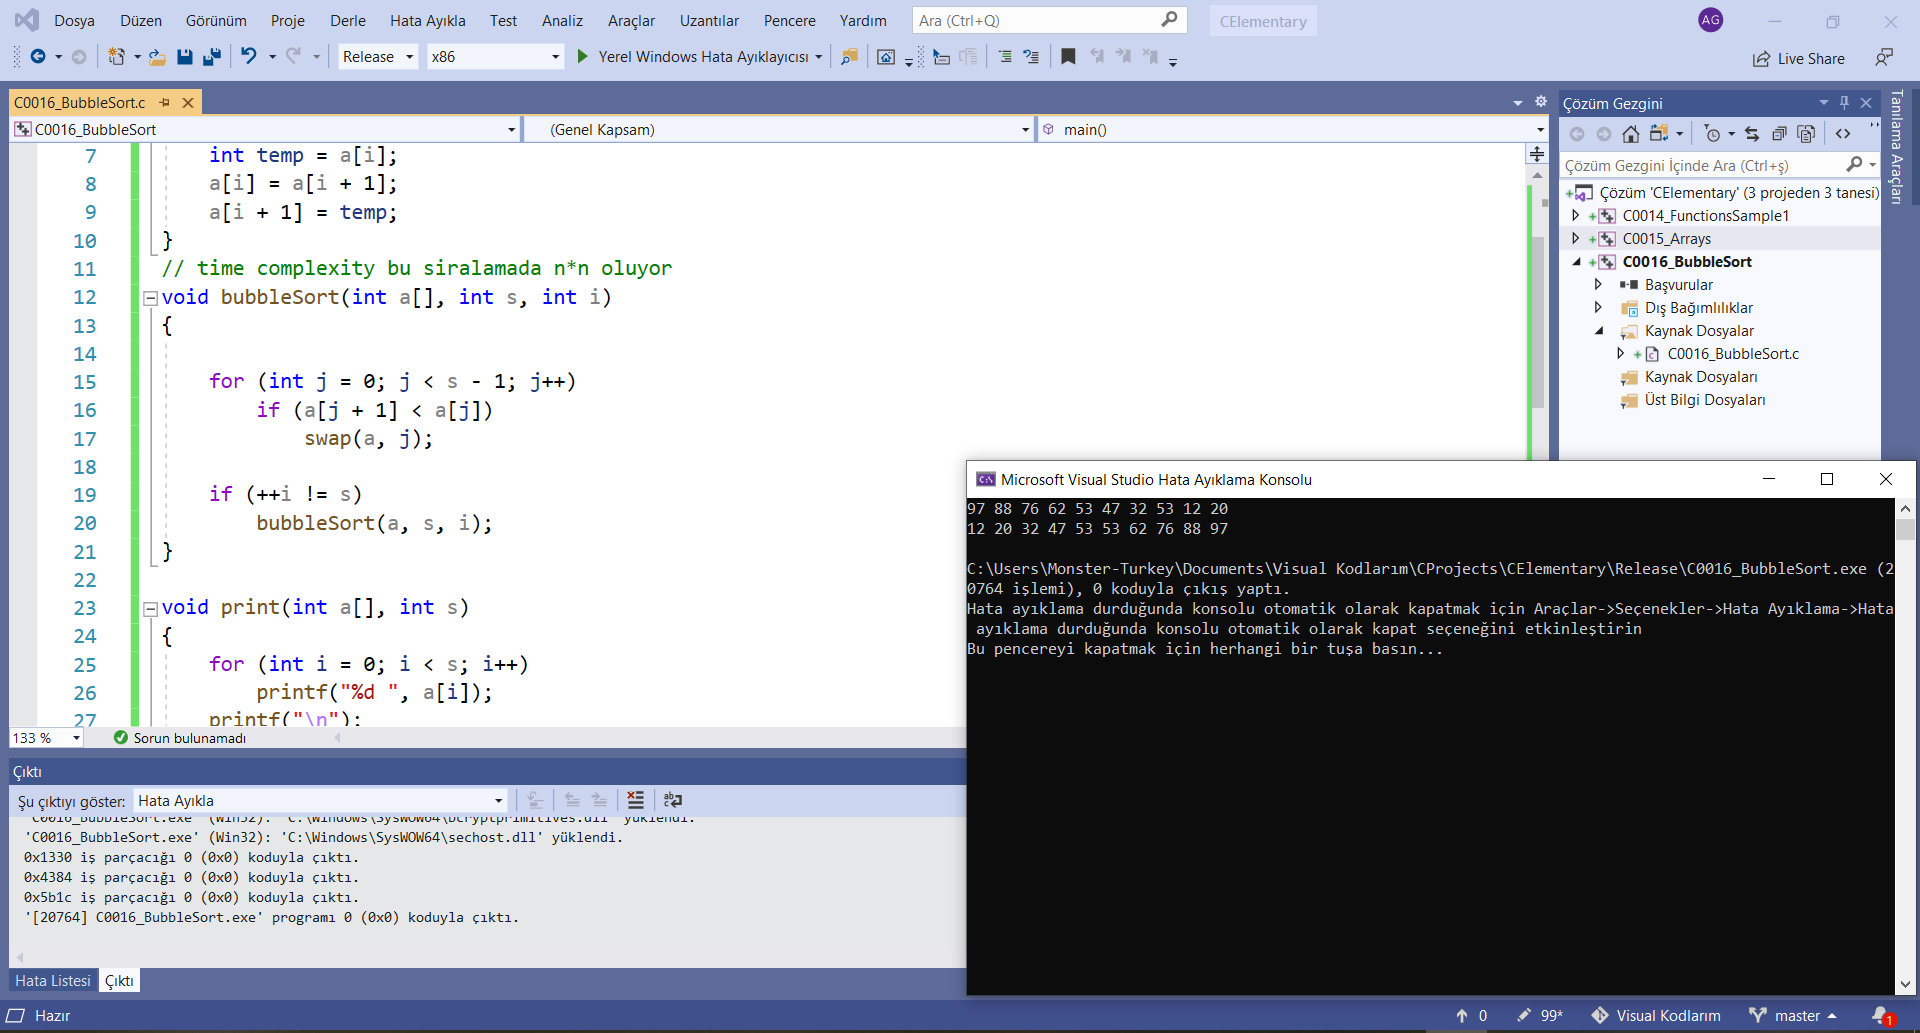 Dosya Düzen Görünüm Proje Derle Hata Ayıkla Test Analiz Araçlar Uzantılar Pencere Yardım Ara (Ctrl+Q) CElementary AG
Release x86 Yerel Windows Hata Ayıklayıcısı Live Share
C0016_BubbleSort.c
C0016_BubbleSort (Genel Kapsam) main()
7 int temp = a[i];
8 a[i] = a[i + 1];
9 a[i + 1] = temp;
10 }
11 // time complexity bu siralamada n*n oluyor
12 void bubbleSort(int a[], int s, int i)
13 {
14
15 for (int j = 0; j < s - 1; j++)
16 if (a[j + 1] < a[j])
17 swap(a, j);
18
19 if (++i != s)
20 bubbleSort(a, s, i);
21 }
22
23 void print(int a[], int s)
24 {
25 for (int i = 0; i < s; i++)
26 printf("%d ", a[i]);
27 printf("\n");
133 % Sorun bulunamadı
Çözüm Gezgini
Çözüm Gezgini İçinde Ara (Ctrl+ş)
Çözüm 'CElementary' (3 projeden 3 tanesi)
C0014_FunctionsSample1
C0015_Arrays
C0016_BubbleSort
Başvurular
Dış Bağımlılıklar
Kaynak Dosyalar
C0016_BubbleSort.c
Kaynak Dosyaları
Üst Bilgi Dosyaları
Tanılama Araçları
Microsoft Visual Studio Hata Ayıklama Konsolu
97 88 76 62 53 47 32 53 12 20
12 20 32 47 53 53 62 76 88 97
C:\Users\Monster-Turkey\Documents\Visual Kodlarım\CProjects\CElementary\Release\C0016_BubbleSort.exe (2
0764 işlemi), 0 koduyla çıkış yaptı.
Hata ayıklama durduğunda konsolu otomatik olarak kapatmak için Araçlar->Seçenekler->Hata Ayıklama->Hata
ayıklama durduğunda konsolu otomatik olarak kapat seçeneğini etkinleştirin
Bu pencereyi kapatmak için herhangi bir tuşa basın...
Çıktı
Şu çıktıyı göster: Hata Ayıkla
'C0016_BubbleSort.exe' (Win32): 'C:\Windows\SysWOW64\bcryptprimitives.dll' yüklendi.
'C0016_BubbleSort.exe' (Win32): 'C:\Windows\SysWOW64\sechost.dll' yüklendi.
0x1330 iş parçacığı 0 (0x0) koduyla çıktı.
0x4384 iş parçacığı 0 (0x0) koduyla çıktı.
0x5b1c iş parçacığı 0 (0x0) koduyla çıktı.
'[20764] C0016_BubbleSort.exe' programı 0 (0x0) koduyla çıktı.
Hata Listesi Çıktı
Hazır 0 99* Visual Kodlarım master 1